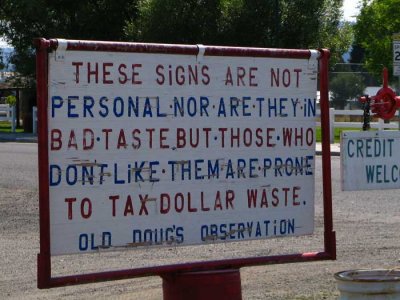 THESE SIGNS ARE NOT
PERSONAL·NOR·ARE·THEY·IN
BAD·TASTE·BUT·THOSE·WHO
DONT·LIKE·THEM·ARE·PRONE
TO TAX DOLLAR WASTE.
OLD DOUG'S OBSERVATION
CREDIT
WELC